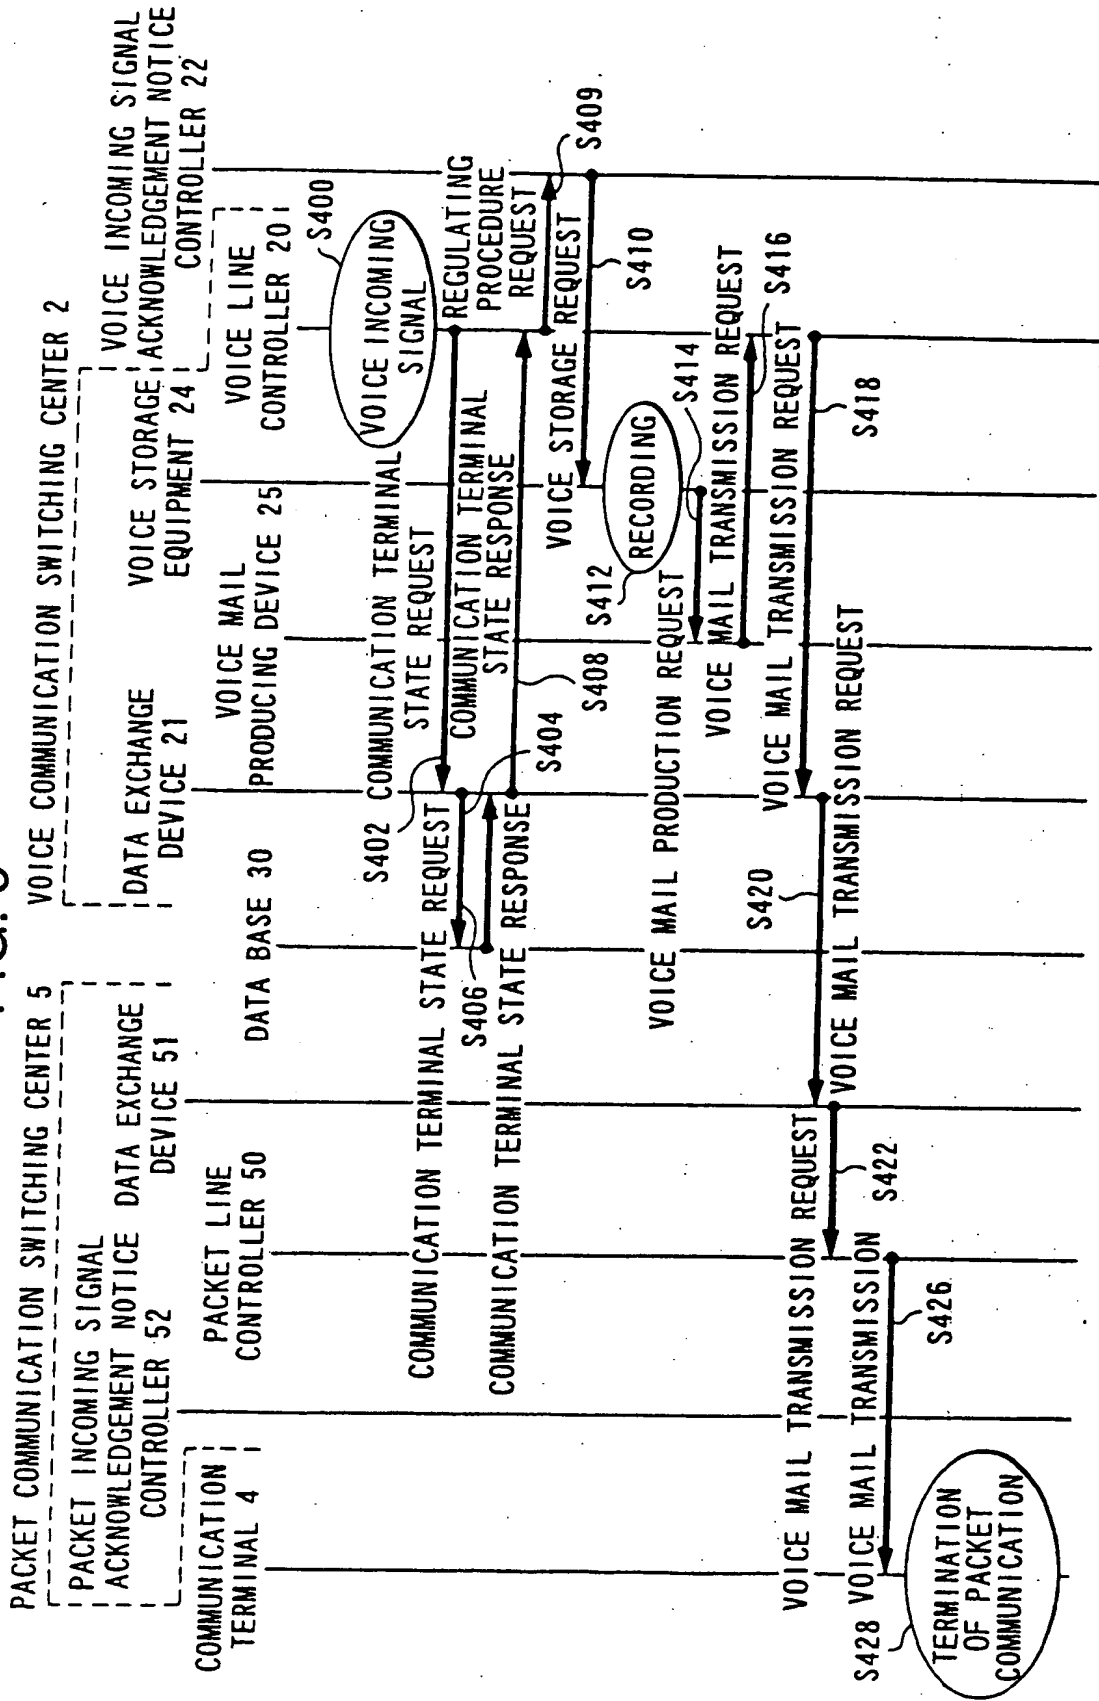 PACKET COMMUNICATION SWITCHING CENTER 5
PACKET INCOMING SIGNAL
ACKNOWLEDGEMENT NOTICE
CONTROLLER 52
DATA EXCHANGE
DEVICE 51
COMMUNICATION
TERMINAL 4
PACKET LINE
CONTROLLER 50
DATA BASE 30
VOICE COMMUNICATION SWITCHING CENTER 2
DATA EXCHANGE
DEVICE 21
VOICE MAIL
PRODUCING DEVICE 25
VOICE STORAGE
EQUIPMENT 24
VOICE LINE
CONTROLLER 20
VOICE INCOMING SIGNAL
ACKNOWLEDGEMENT NOTICE
CONTROLLER 22
S400
VOICE INCOMING
SIGNAL
COMMUNICATION TERMINAL
STATE REQUEST
S402
COMMUNICATION TERMINAL STATE REQUEST
S404
S406
COMMUNICATION TERMINAL STATE RESPONSE
COMMUNICATION TERMINAL
STATE RESPONSE
S408
REGULATING
PROCEDURE
REQUEST
S409
VOICE STORAGE REQUEST
S410
S412
RECORDING
VOICE MAIL PRODUCTION REQUEST
S414
VOICE MAIL TRANSMISSION REQUEST
S416
VOICE MAIL TRANSMISSION REQUEST
S418
S420
VOICE MAIL TRANSMISSION REQUEST
VOICE MAIL TRANSMISSION REQUEST
S422
VOICE MAIL TRANSMISSION
S426
S428
TERMINATION
OF PACKET
COMMUNICATION